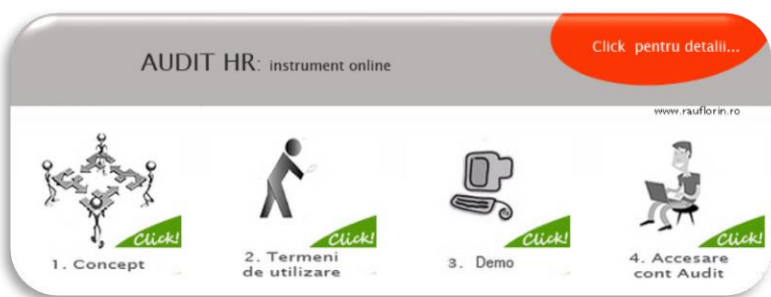 AUDIT HR: instrument online
Click pentru detalii...
www.rauflorin.ro
Click!
Click!
Click!
Click!
1. Concept
2. Termeni
de utilizare
3. Demo
4. Accesare
cont Audit